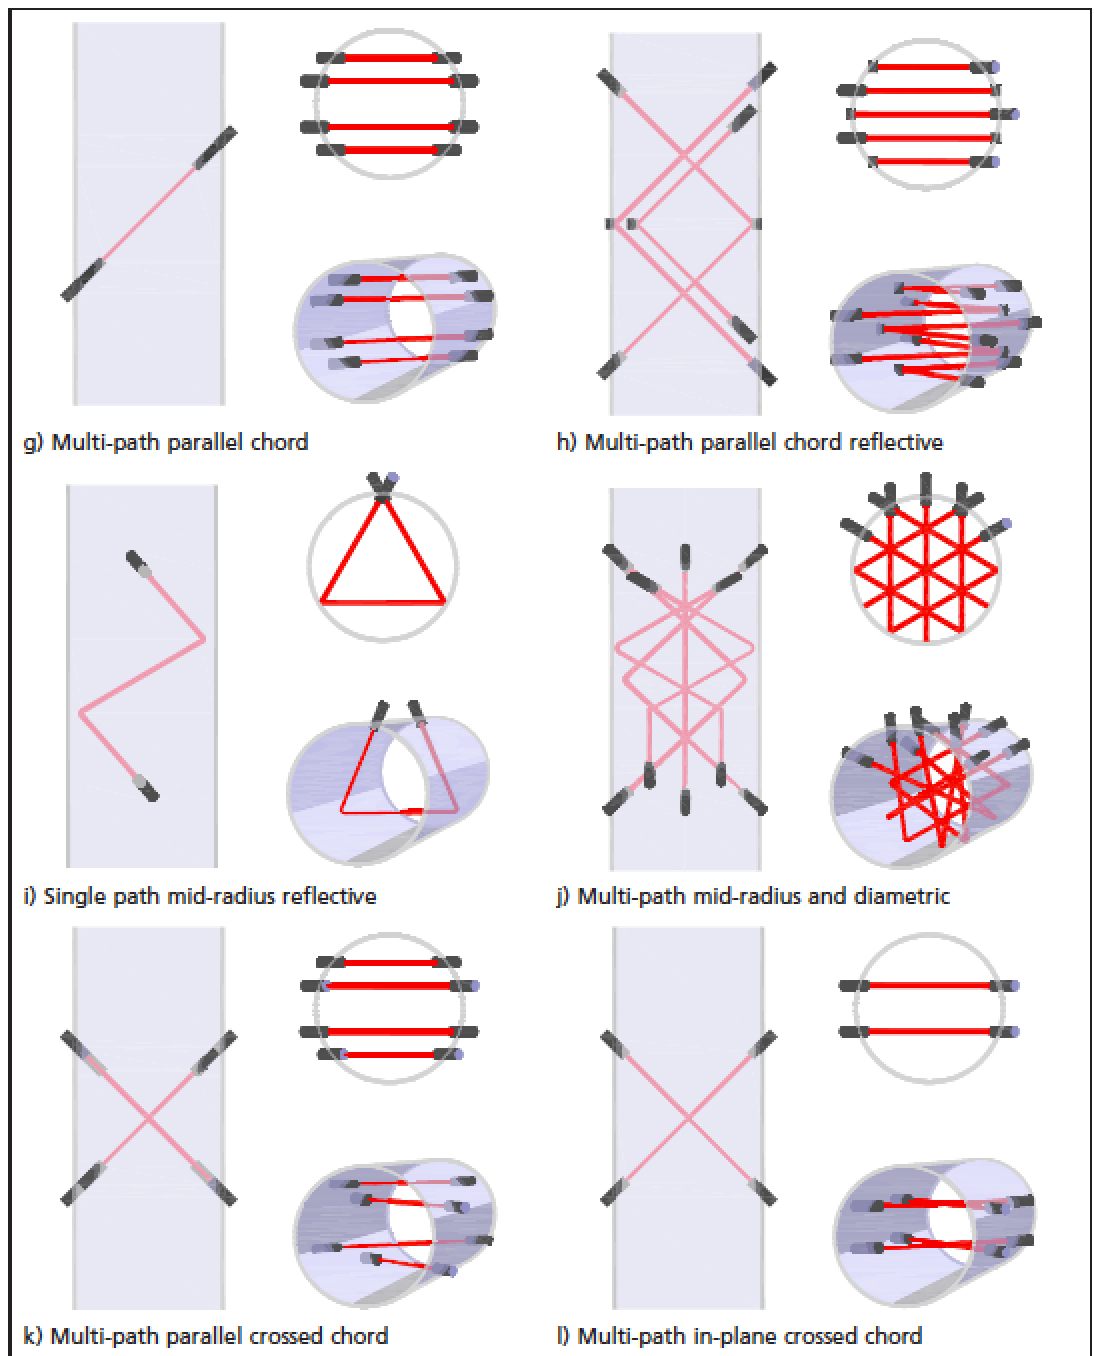 g) Multi-path parallel chord
h) Multi-path parallel chord reflective
i) Single path mid-radius reflective
j) Multi-path mid-radius and diametric
k) Multi-path parallel crossed chord
l) Multi-path in-plane crossed chord